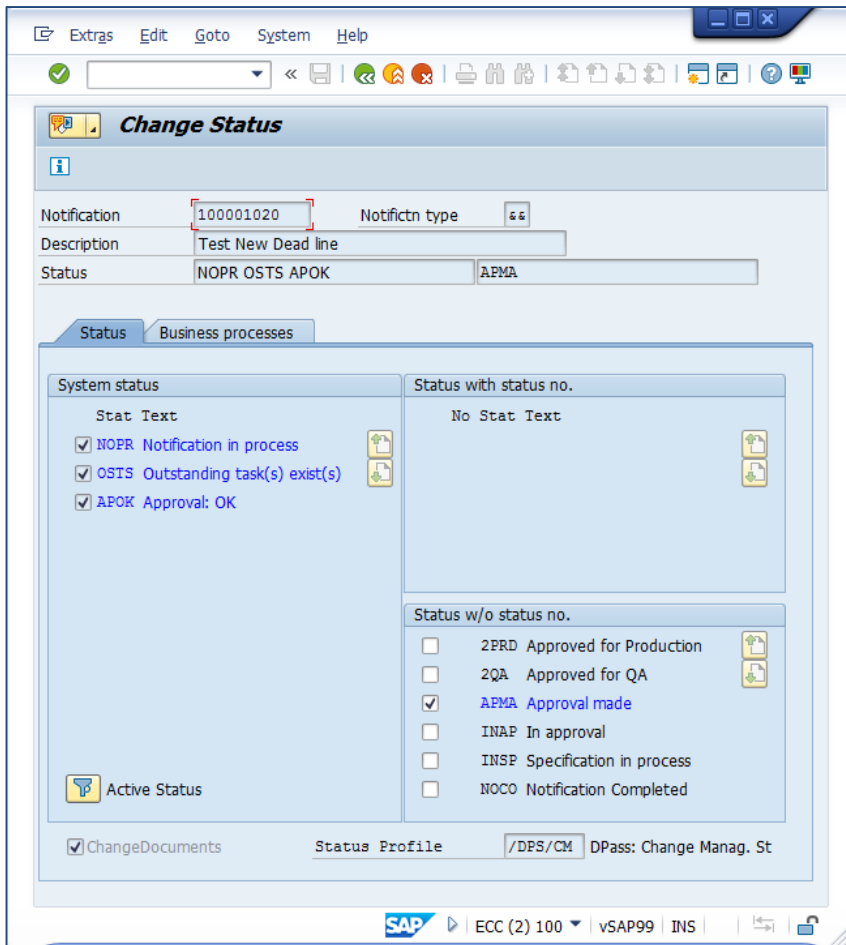 Extras Edit Goto System Help
Change Status
Notification 100001020 Notifictn type &&
Description Test New Dead line
Status NOPR OSTS APOK APMA
Status Business processes
System status
Stat Text
NOPR Notification in process
OSTS Outstanding task(s) exist(s)
APOK Approval: OK
Active Status
Status with status no.
No Stat Text
Status w/o status no.
2PRD Approved for Production
2QA Approved for QA
APMA Approval made
INAP In approval
INSP Specification in process
NOCO Notification Completed
ChangeDocuments Status Profile /DPS/CM DPass: Change Manag. St
SAP ECC (2) 100 vSAP99 INS